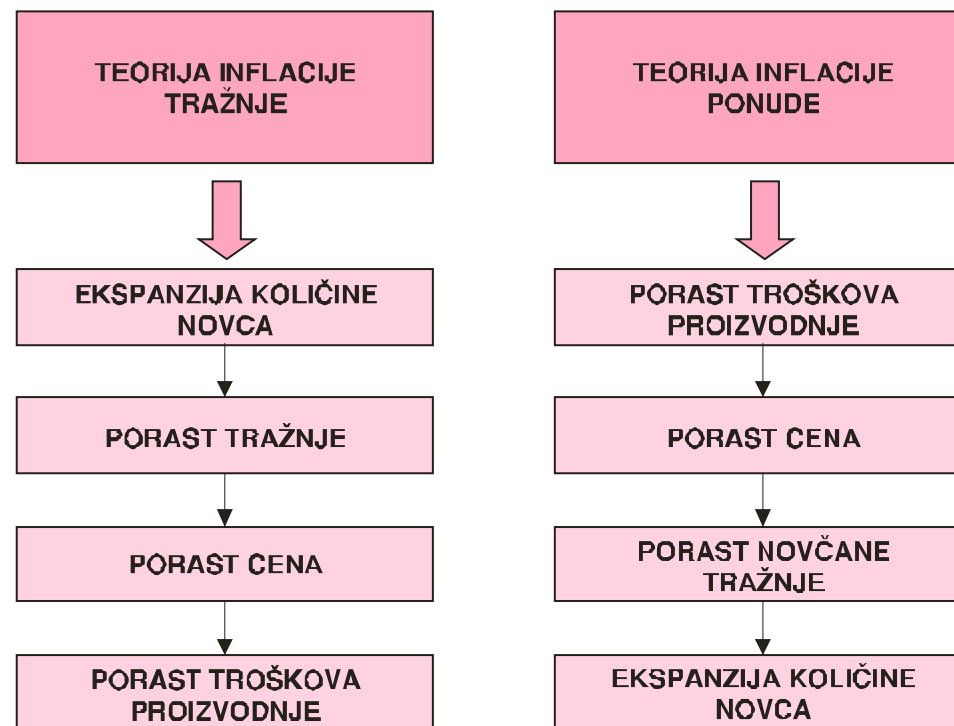 TEORIJA INFLACIJE
TRAŽNJE
EKSPANZIJA KOLIČINE
NOVCA
PORAST TRAŽNJE
PORAST CENA
PORAST TROŠKOVA
PROIZVODNJE
TEORIJA INFLACIJE
PONUDE
PORAST TROŠKOVA
PROIZVODNJE
PORAST CENA
PORAST NOVČANE
TRAŽNJE
EKSPANZIJA KOLIČINE
NOVCA